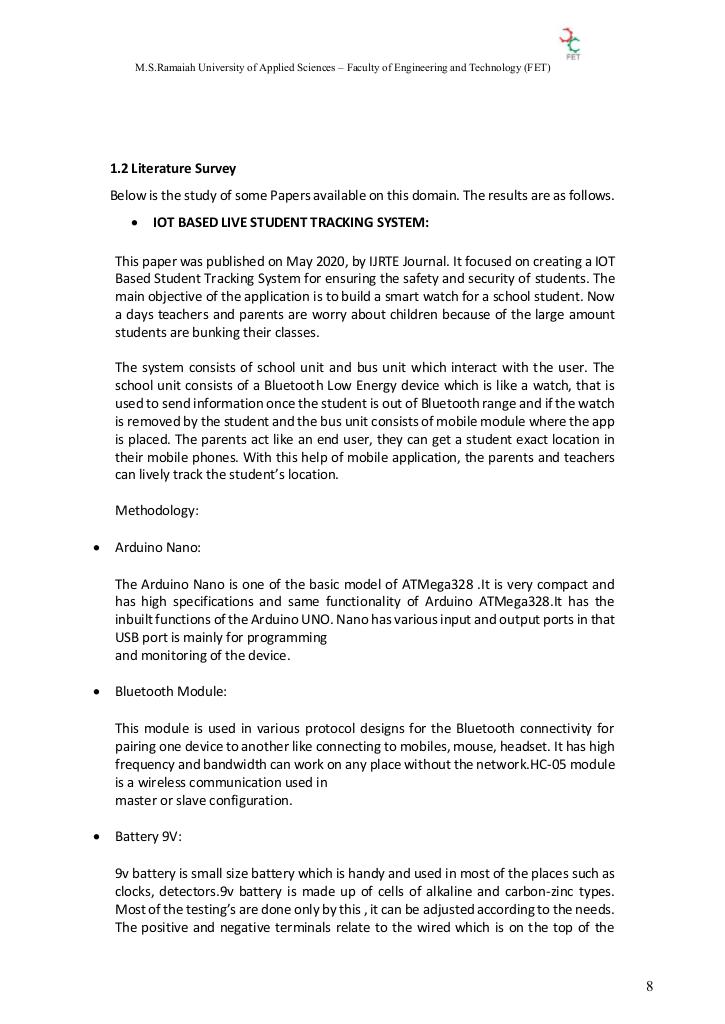 M.S.Ramaiah University of Applied Sciences – Faculty of Engineering and Technology (FET)
FET
1.2 Literature Survey
Below is the study of some Papers available on this domain. The results are as follows.
• IOT BASED LIVE STUDENT TRACKING SYSTEM:
This paper was published on May 2020, by IJRTE Journal. It focused on creating a IOT
Based Student Tracking System for ensuring the safety and security of students. The
main objective of the application is to build a smart watch for a school student. Now
a days teachers and parents are worry about children because of the large amount
students are bunking their classes.
The system consists of school unit and bus unit which interact with the user. The
school unit consists of a Bluetooth Low Energy device which is like a watch, that is
used to send information once the student is out of Bluetooth range and if the watch
is removed by the student and the bus unit consists of mobile module where the app
is placed. The parents act like an end user, they can get a student exact location in
their mobile phones. With this help of mobile application, the parents and teachers
can lively track the student’s location.
Methodology:
• Arduino Nano:
The Arduino Nano is one of the basic model of ATMega328 .It is very compact and
has high specifications and same functionality of Arduino ATMega328.It has the
inbuilt functions of the Arduino UNO. Nano has various input and output ports in that
USB port is mainly for programming
and monitoring of the device.
• Bluetooth Module:
This module is used in various protocol designs for the Bluetooth connectivity for
pairing one device to another like connecting to mobiles, mouse, headset. It has high
frequency and bandwidth can work on any place without the network.HC-05 module
is a wireless communication used in
master or slave configuration.
• Battery 9V:
9v battery is small size battery which is handy and used in most of the places such as
clocks, detectors.9v battery is made up of cells of alkaline and carbon-zinc types.
Most of the testing’s are done only by this , it can be adjusted according to the needs.
The positive and negative terminals relate to the wired which is on the top of the
8